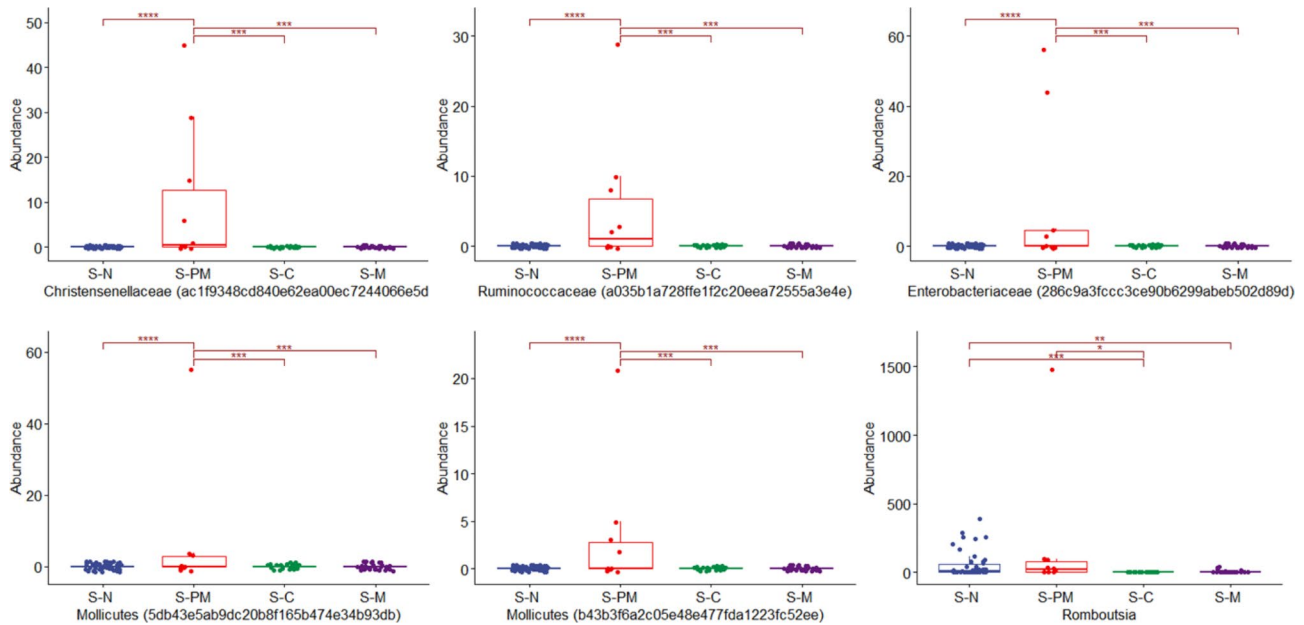 ****
***
***
50
40
30
20
10
0
Abundance
S-N S-PM S-C S-M
Christensenellaceae (ac1f9348cd840e62ea00ec7244066e5d
****
***
***
30
20
10
0
Abundance
S-N S-PM S-C S-M
Ruminococcaceae (a035b1a728ffe1f2c20eea72555a3e4e)
****
***
***
60
40
20
0
Abundance
S-N S-PM S-C S-M
Enterobacteriaceae (286c9a3fccc3ce90b6299abeb502d89d)
****
***
***
60
40
20
0
Abundance
S-N S-PM S-C S-M
Mollicutes (5db43e5ab9dc20b8f165b474e34b93db)
****
***
***
20
15
10
5
0
Abundance
S-N S-PM S-C S-M
Mollicutes (b43b3f6a2c05e48e477fda1223fc52ee)
**
*
***
1500
1000
500
0
Abundance
S-N S-PM S-C S-M
Romboutsia